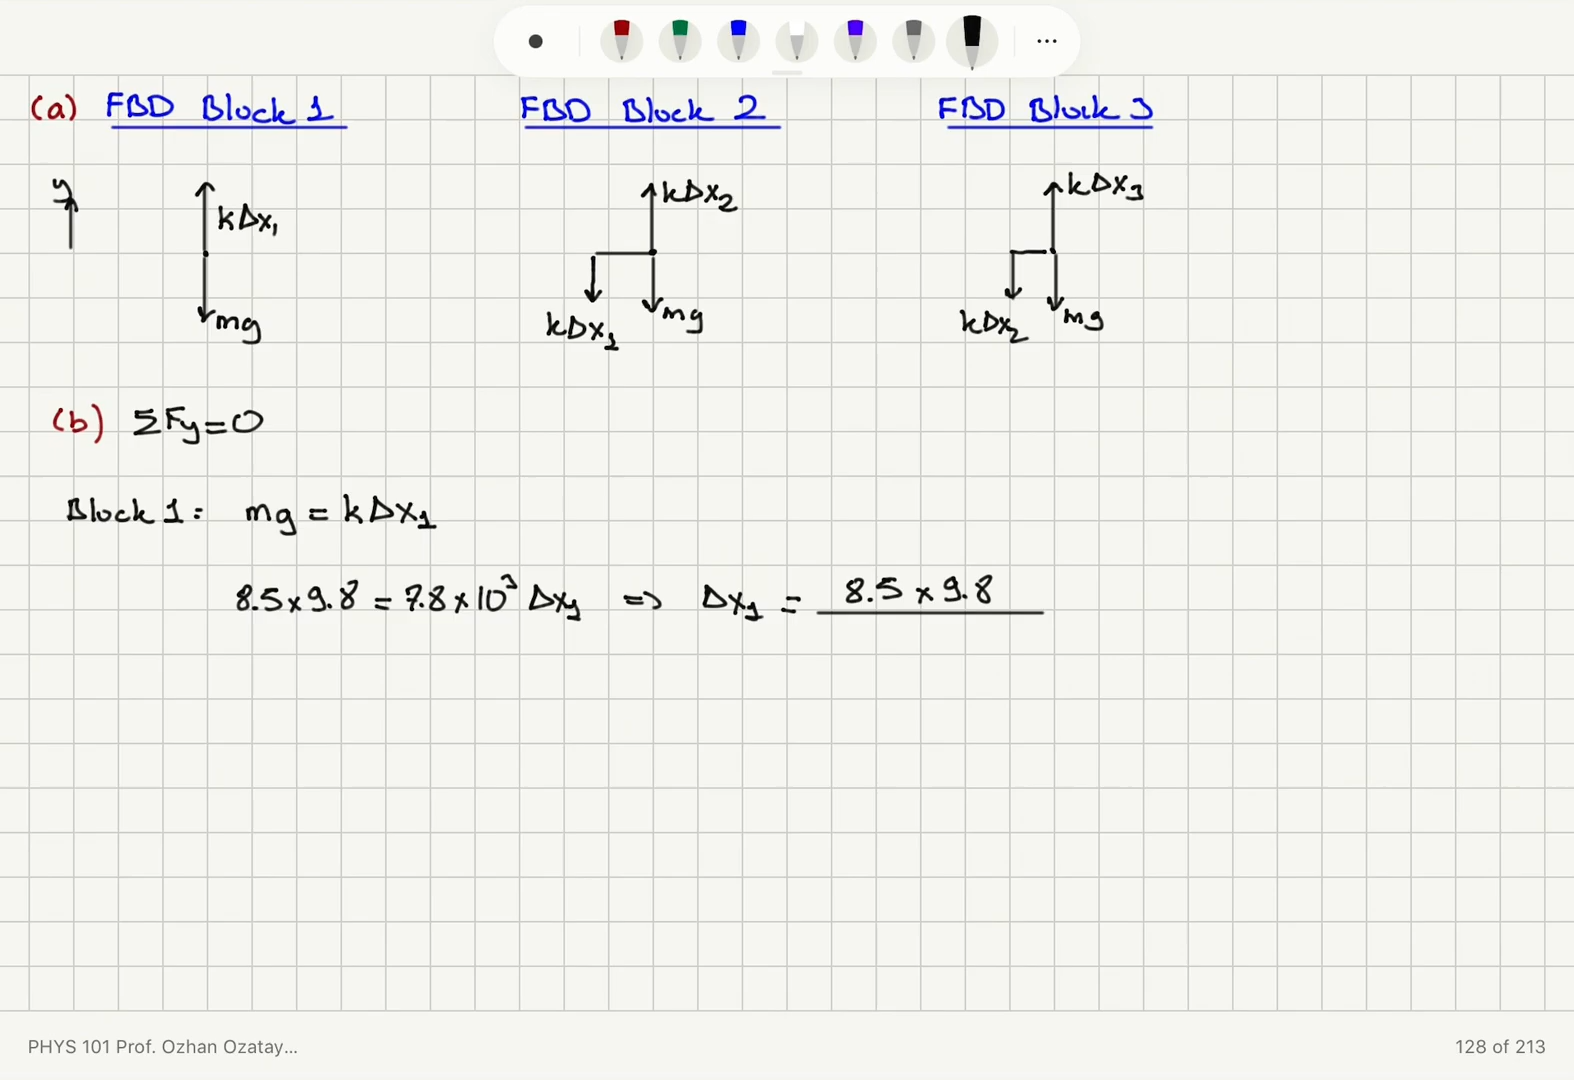 (a) FBD Block 1 FBD Block 2 FBD Block 3
y kΔx₁ mg kΔx₂ kΔx₁ mg kΔx₃ kΔx₂ mg
(b) ΣFy=0
Block 1: mg = kΔx₁
8.5×9.8 = 7.8×10³ Δx₁ ⇒ Δx₁ = 8.5 × 9.8
PHYS 101 Prof. Ozhan Ozatay... 128 of 213